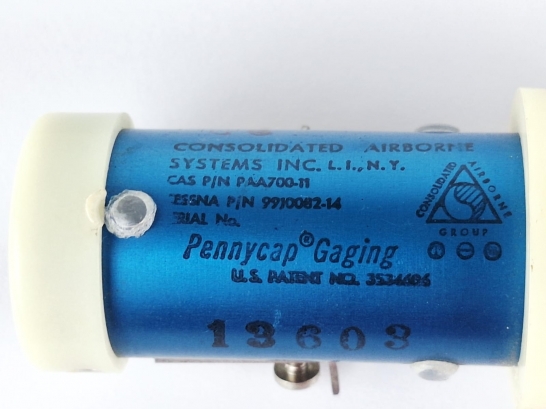 CONSOLIDATED AIRBORNE
SYSTEMS INC. L.I., N.Y.
CAS P/N PAA700-11
ESSNA P/N 9910082-14
RIAL No.
Pennycap® Gaging
U.S. PATENT NO. 3534606
13603
CONSOLIDATED AIRBORNE
GROUP